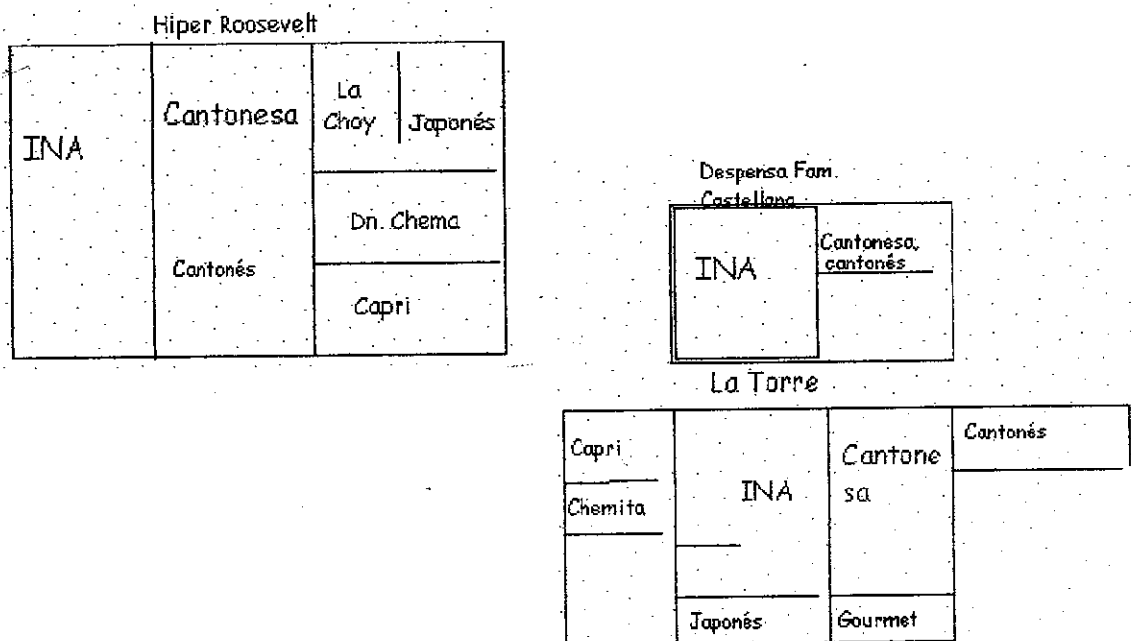 Hiper Roosevelt
INA
Cantonesa
Cantonés
La
Choy
Japonés
Dn. Chema
Capri
Despensa Fam.
Castellana
INA
Cantonesa,
cantonés
La Torre
Capri
Chemita
INA
Japonés
Cantone
sa
Gourmet
Cantonés